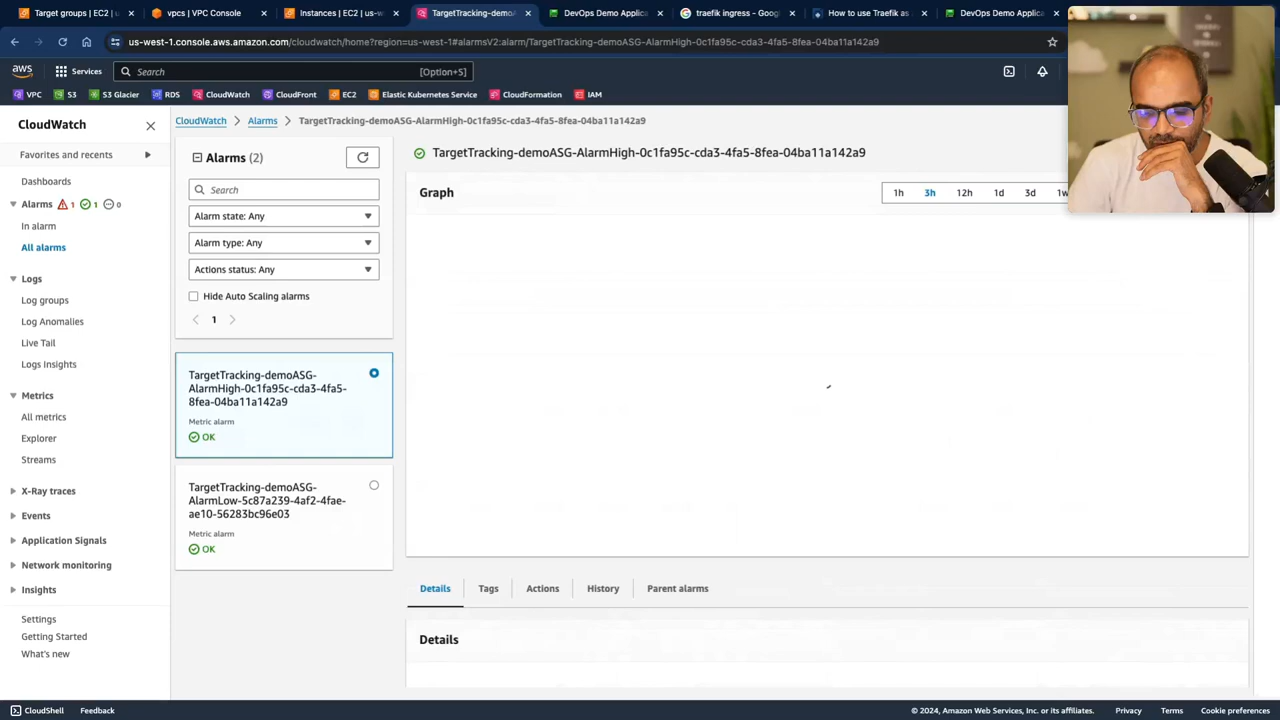 Instances | EC2 | us-w
vpcs | VPC Console
Instances | EC2 | us-w
TargetTracking-demoAS
DevOps Demo Applica
traefik ingress - Goog
How to use Traefik as
DevOps Demo Applica
us-west-1.console.aws.amazon.com/cloudwatch/home?region=us-west-1#alarmsV2:alarm/TargetTracking-demoASG-AlarmHigh-0c1fa95c-cda3-4fa5-8fea-04ba11a142a9
aws
Services
Search
[Option+S]
VPC
S3
S3 Glacier
RDS
CloudWatch
CloudFront
EC2
Elastic Kubernetes Service
CloudFormation
IAM
CloudWatch
Favorites and recents
Dashboards
Alarms 1 1 0
In alarm
All alarms
Logs
Log groups
Log Anomalies
Live Tail
Logs Insights
Metrics
All metrics
Explorer
Streams
X-Ray traces
Events
Application Signals
Network monitoring
Insights
Settings
Getting Started
What's new
CloudWatch
Alarms
TargetTracking-demoASG-AlarmHigh-0c1fa95c-cda3-4fa5-8fea-04ba11a142a9
Alarms (2)
Search
Alarm state: Any
Alarm type: Any
Actions status: Any
Hide Auto Scaling alarms
1
TargetTracking-demoASG-
AlarmHigh-0c1fa95c-cda3-4fa5-
8fea-04ba11a142a9
Metric alarm
OK
TargetTracking-demoASG-
AlarmLow-5c87a239-4af2-4fae-
ae10-56283bc96e03
Metric alarm
OK
TargetTracking-demoASG-AlarmHigh-0c1fa95c-cda3-4fa5-8fea-04ba11a142a9
Graph
1h
3h
12h
1d
3d
1w
Details
Tags
Actions
History
Parent alarms
Details
CloudShell
Feedback
© 2024, Amazon Web Services, Inc. or its affiliates.
Privacy
Terms
Cookie preferences